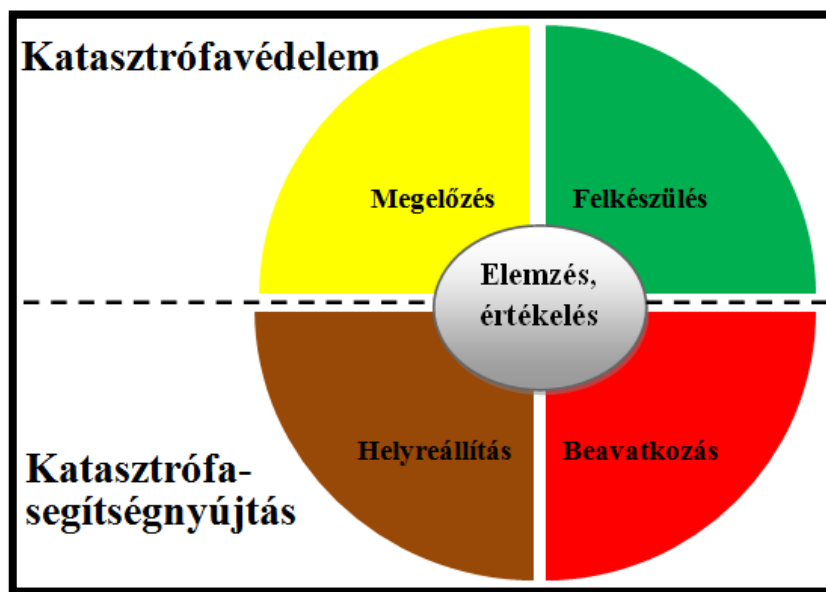 Katasztrófavédelem
Megelőzés
Felkészülés
Elemzés,
értékelés
Helyreállítás
Beavatkozás
Katasztrófa-
segítségnyújtás